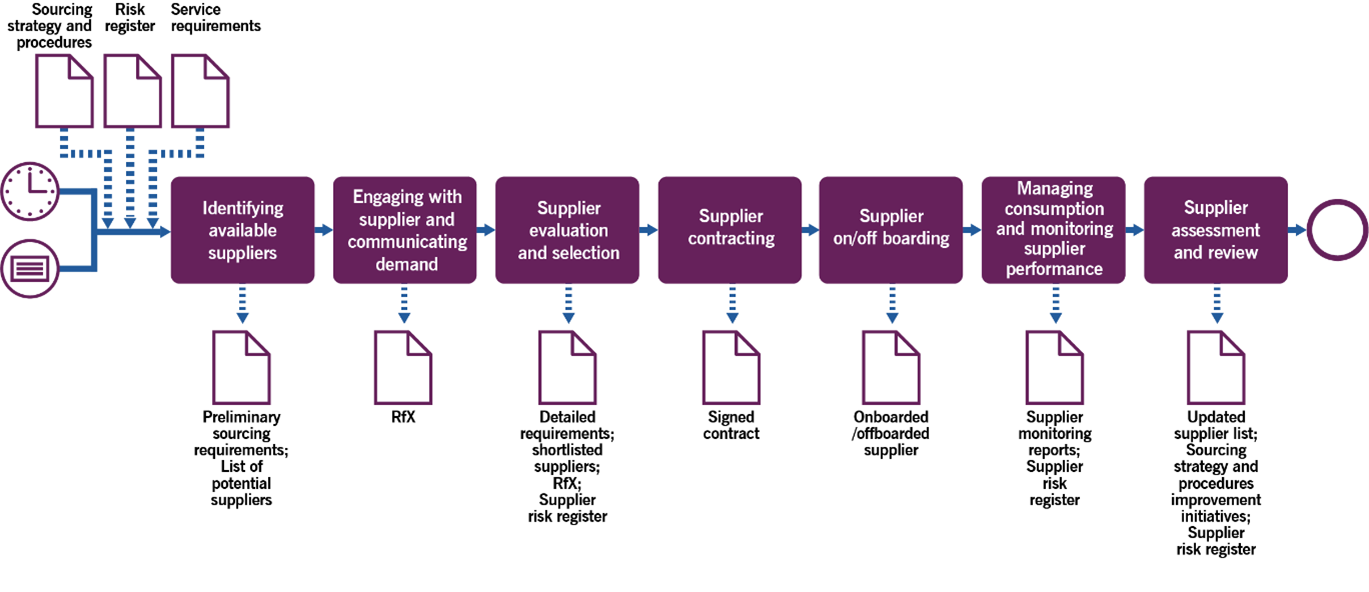 Sourcing
strategy and
procedures
Risk
register
Service
requirements
Identifying
available
suppliers
Engaging with
supplier and
communicating
demand
Supplier
evaluation
and selection
Supplier
contracting
Supplier
on/off boarding
Managing
consumption
and monitoring
supplier
performance
Supplier
assessment
and review
Preliminary
sourcing
requirements;
List of
potential
suppliers
RfX
Detailed
requirements;
shortlisted
suppliers;
RfX;
Supplier
risk register
Signed
contract
Onboarded
/offboarded
supplier
Supplier
monitoring
reports;
Supplier
risk
register
Updated
supplier list;
Sourcing
strategy and
procedures
improvement
initiatives;
Supplier
risk register